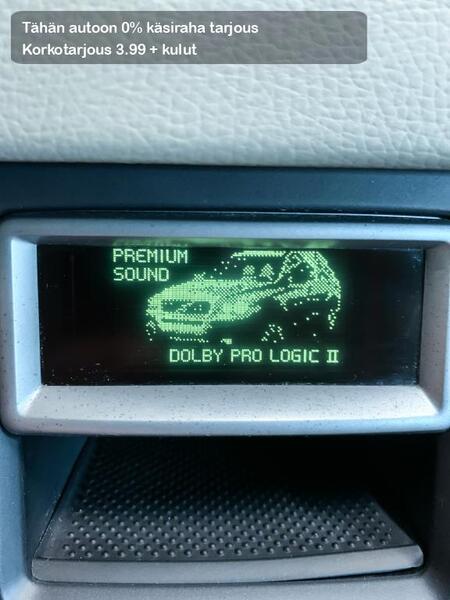 Tähän autoon 0% käsiraha tarjous
Korkotarjous 3.99 + kulut
PREMIUM
SOUND
DOLBY PRO LOGIC II